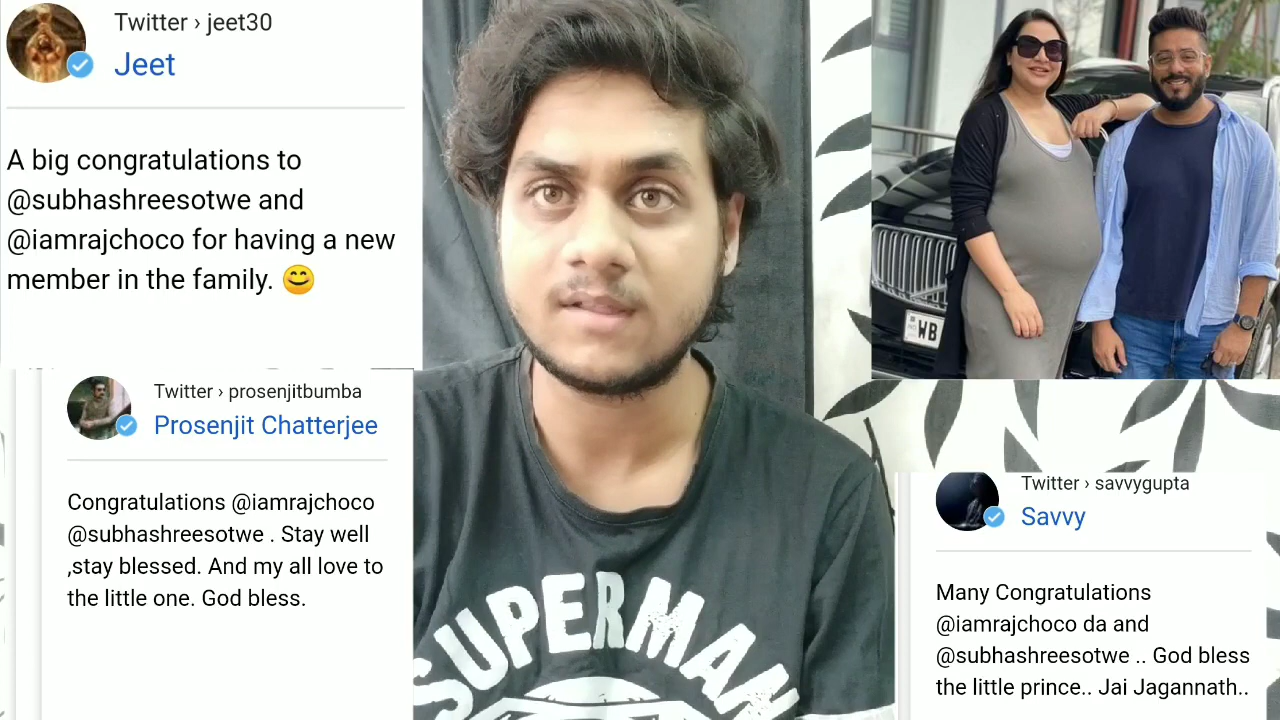 Twitter › jeet30
Jeet
A big congratulations to
@subhashreesotwe and
@iamrajchoco for having a new
member in the family. 😊
Twitter › prosenjitbumba
Prosenjit Chatterjee
Congratulations @iamrajchoco
@subhashreesotwe . Stay well
,stay blessed. And my all love to
the little one. God bless.
SUPERMAN
WB
Twitter › savvygupta
Savvy
Many Congratulations
@iamrajchoco da and
@subhashreesotwe .. God bless
the little prince.. Jai Jagannath..